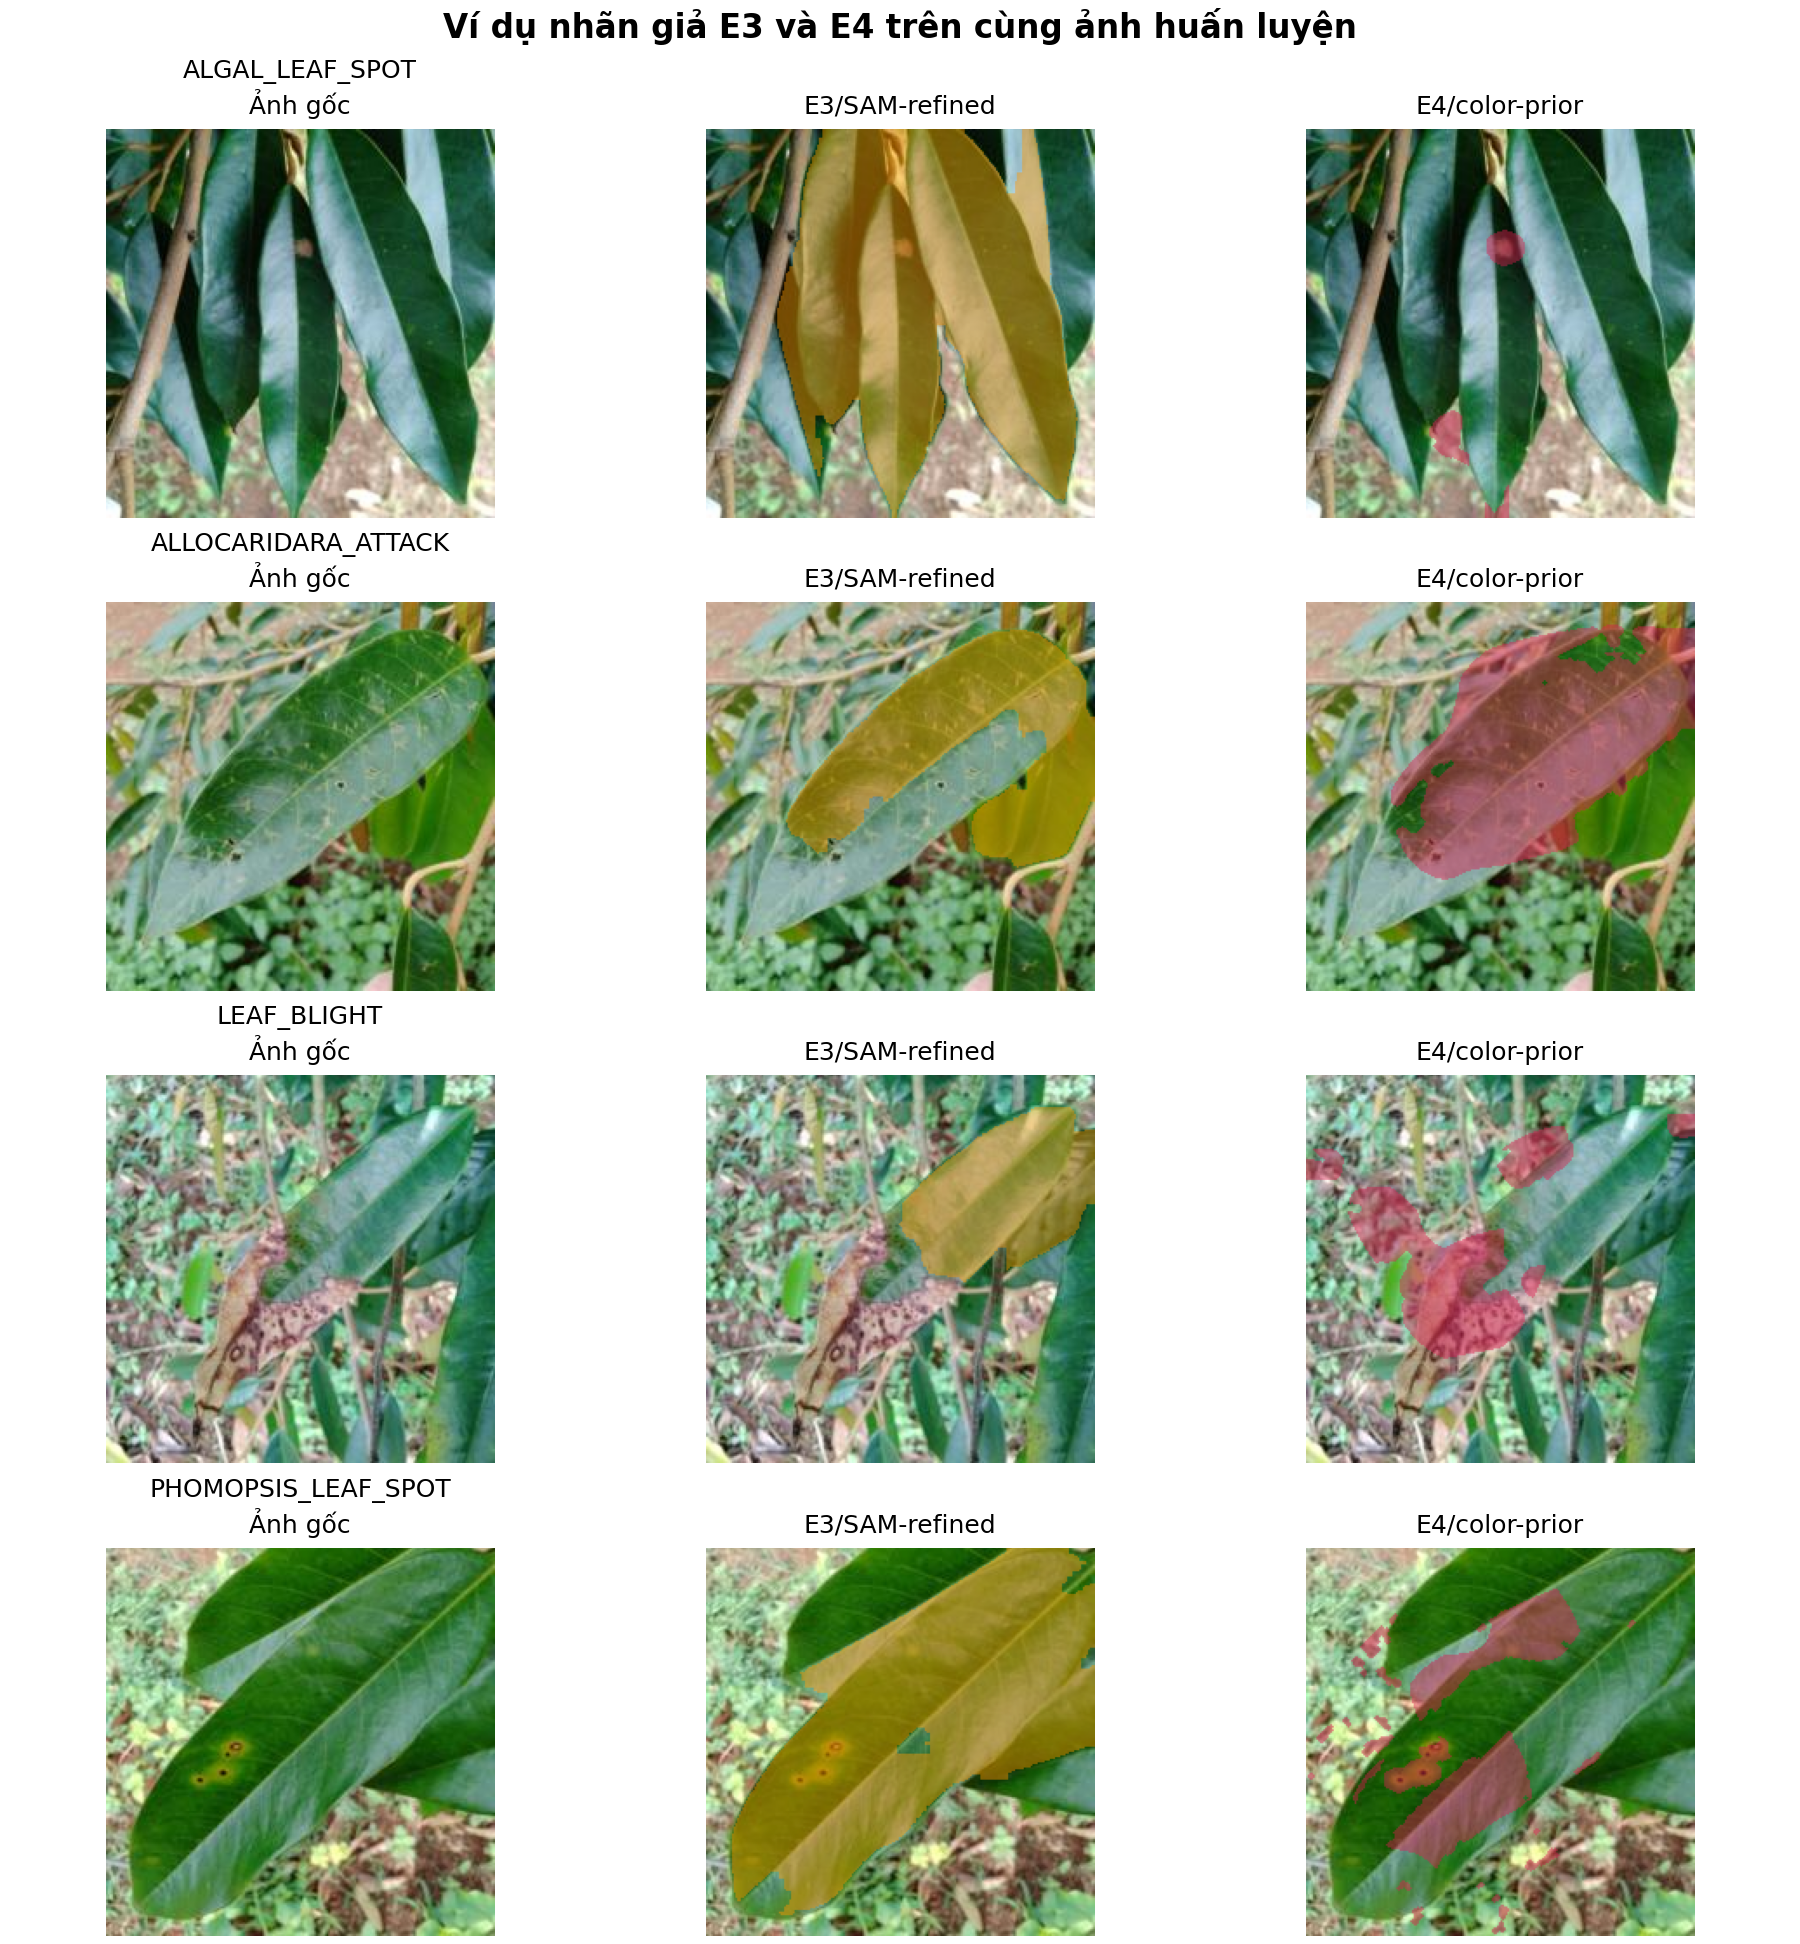 Ví dụ nhãn giả E3 và E4 trên cùng ảnh huấn luyện
ALGAL_LEAF_SPOT
Ảnh gốc
E3/SAM-refined
E4/color-prior
ALLOCARIDARA_ATTACK
Ảnh gốc
E3/SAM-refined
E4/color-prior
LEAF_BLIGHT
Ảnh gốc
E3/SAM-refined
E4/color-prior
PHOMOPSIS_LEAF_SPOT
Ảnh gốc
E3/SAM-refined
E4/color-prior